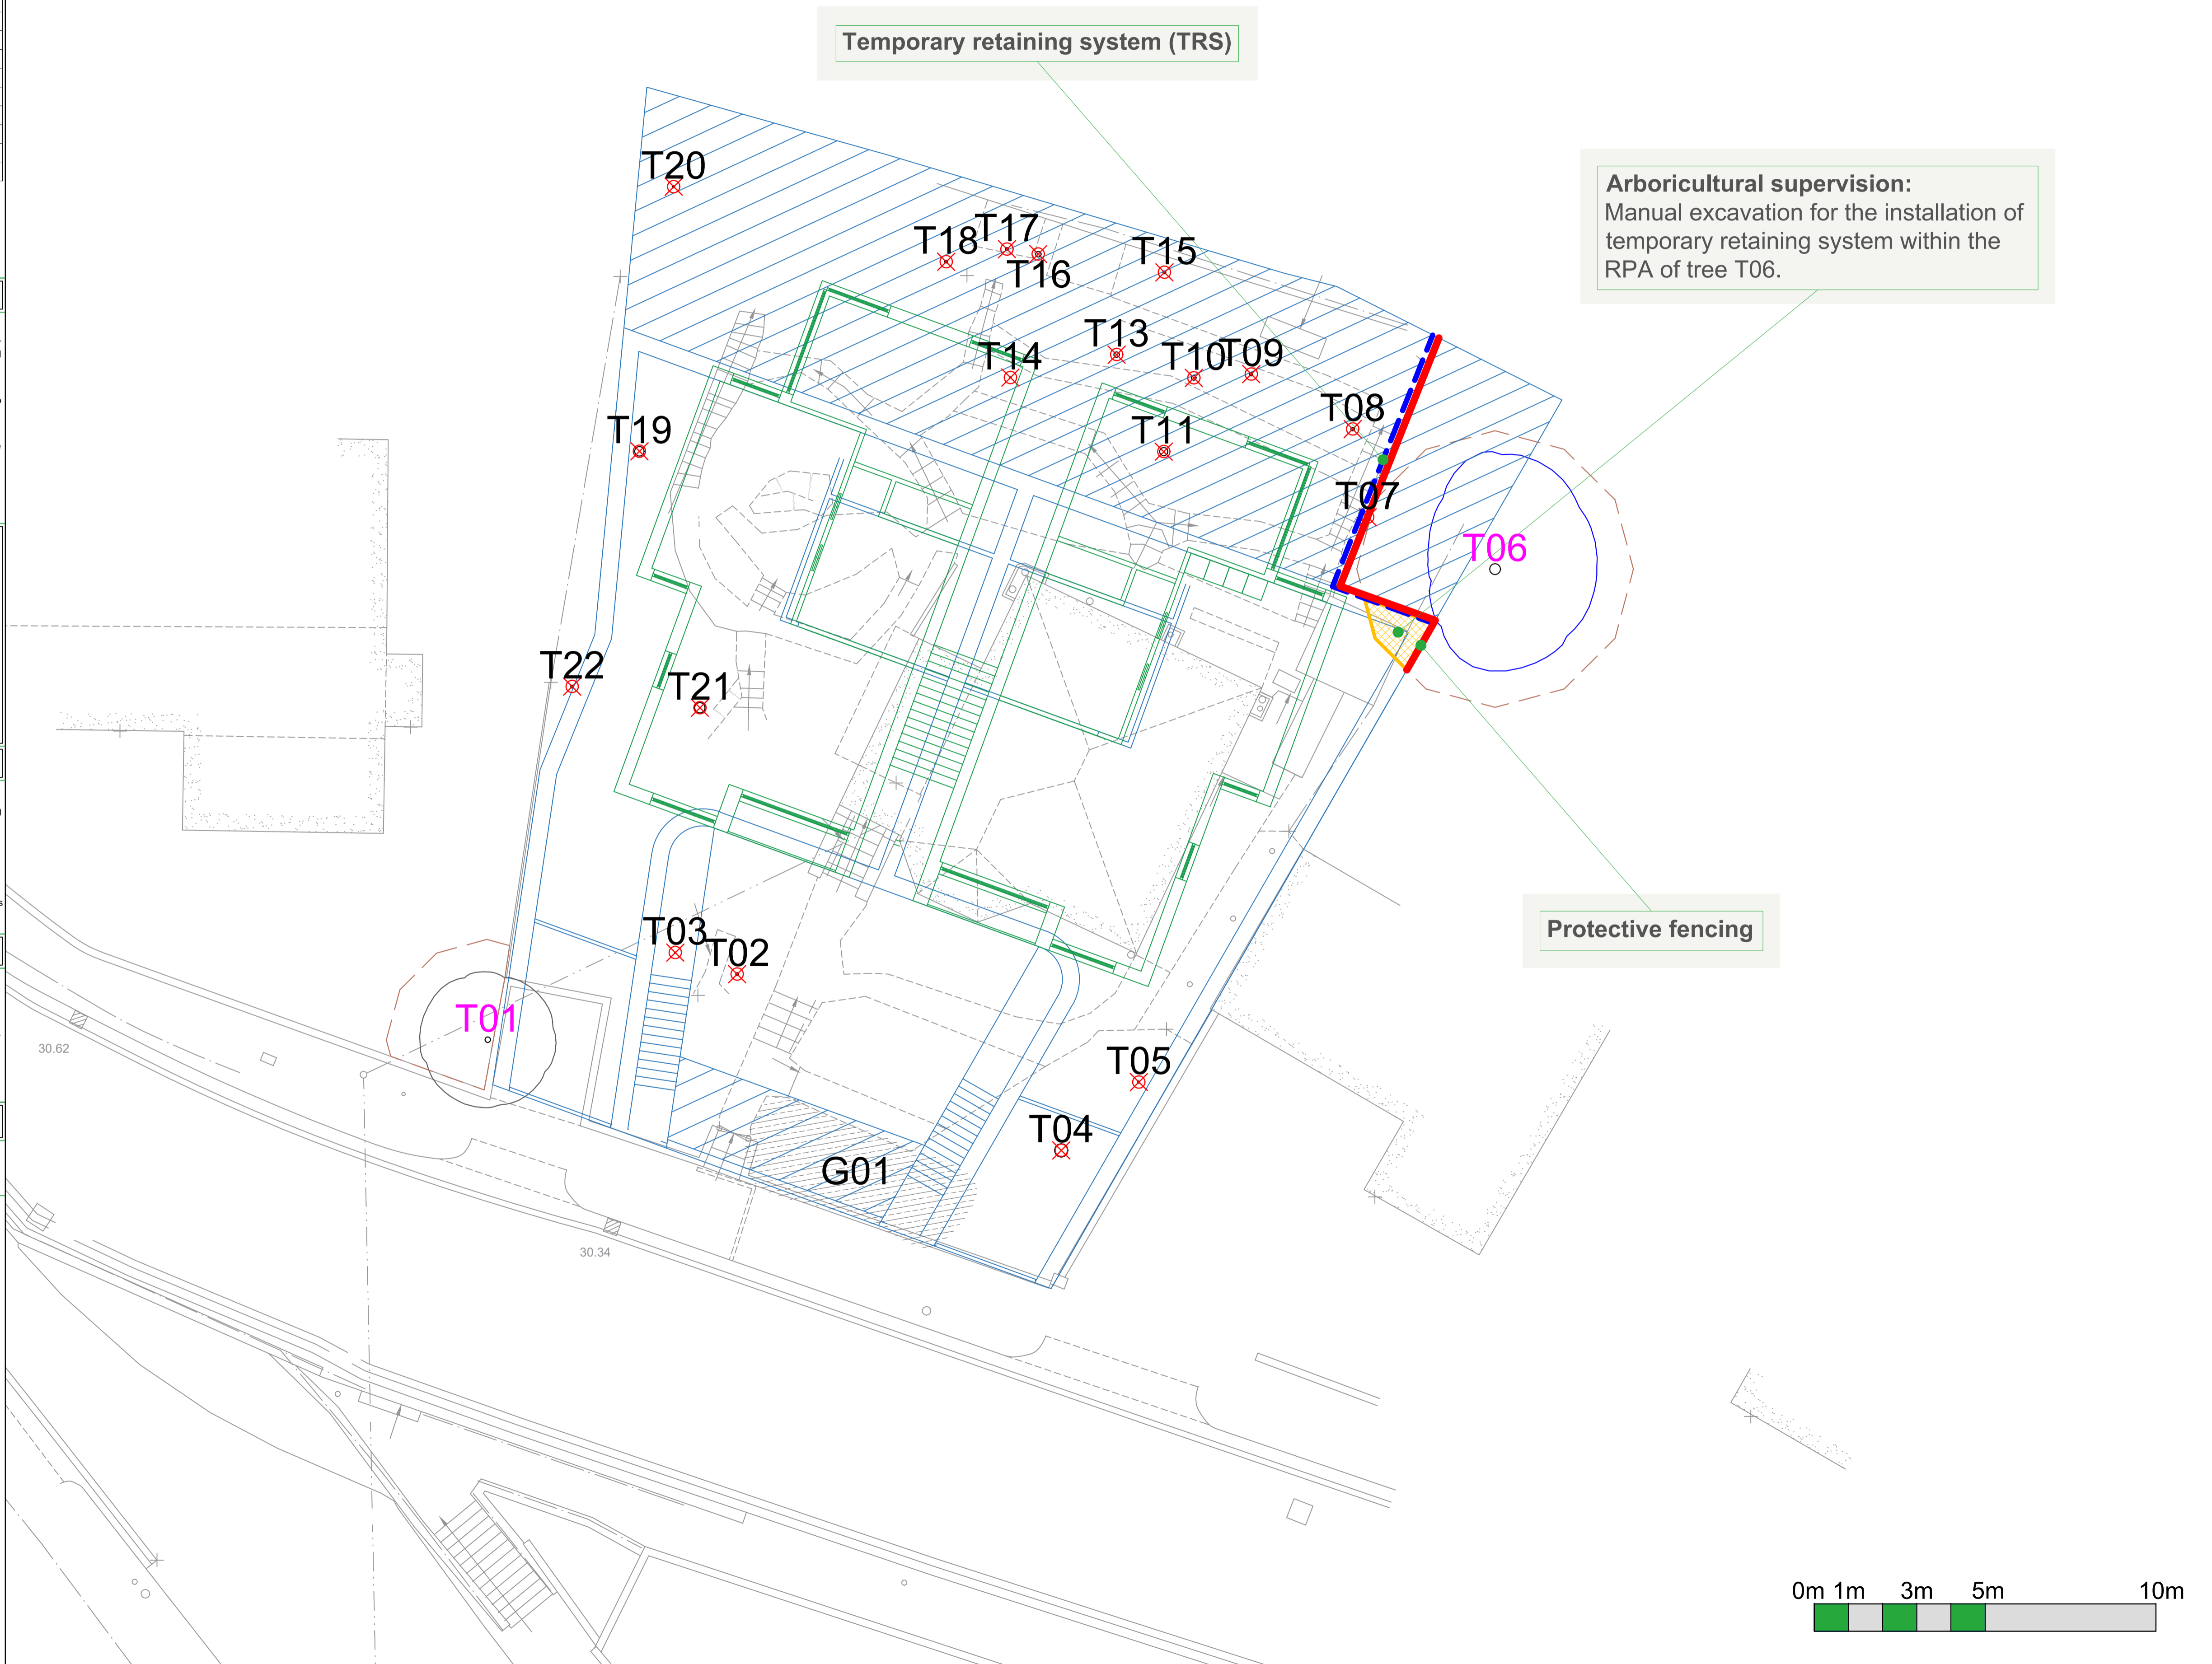 Temporary retaining system (TRS)
Arboricultural supervision:
Manual excavation for the installation of
temporary retaining system within the
RPA of tree T06.
T20
T17
T18
T16
T15
T13
T14
T10
T09
T08
T11
T19
T07
T06
T22
T21
Protective fencing
T03
T02
T01
30.62
T05
T04
G01
30.34
0m 1m 3m 5m 10m